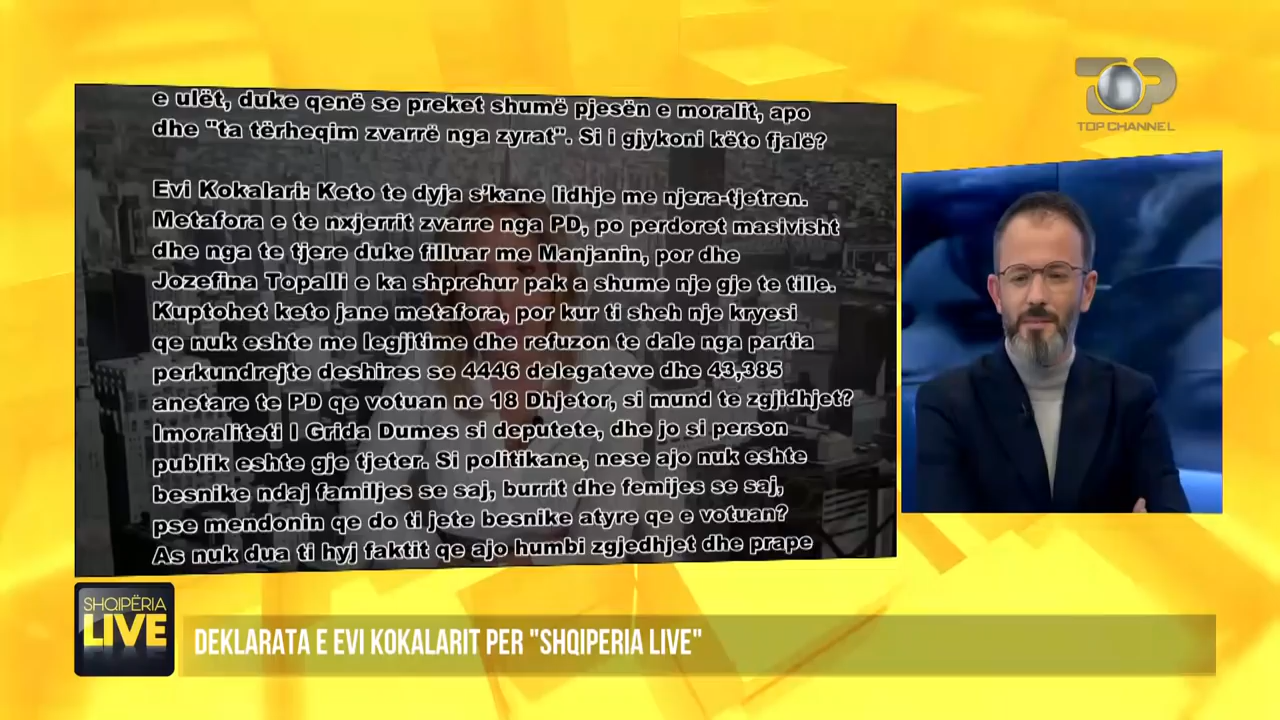 e ulët, duke qenë se preket shumë pjesën e moralit, apo
dhe "ta tërheqim zvarrë nga zyrat". Si i gjykoni këto fjalë?
Evi Kokalari: Keto te dyja s'kane lidhje me njera-tjetren.
Metafora e te nxjerrit zvarre nga PD, po perdoret masivisht
dhe nga te tjere duke filluar me Manjanin, por dhe
Jozefina Topalli e ka shprehur pak a shume nje gje te tille.
Kuptohet keto jane metafora, por kur ti sheh nje kryesi
qe nuk eshte me legjitime dhe refuzon te dale nga partia
perkundrejte deshires se 4446 delegateve dhe 43,385
anetare te PD qe votuan ne 18 Dhjetor, si mund te zgjidhjet?
Imoraliteti I Grida Dumes si deputete, dhe jo si person
publik eshte gje tjeter. Si politikane, nese ajo nuk eshte
besnike ndaj familjes se saj, burrit dhe femijes se saj,
pse mendonin qe do ti jete besnike atyre qe e votuan?
As nuk dua ti hyj faktit qe ajo humbi zgjedhjet dhe prape
TOP
TOP CHANNEL
SHQIPËRIA
LIVE
DEKLARATA E EVI KOKALARIT PER "SHQIPERIA LIVE"